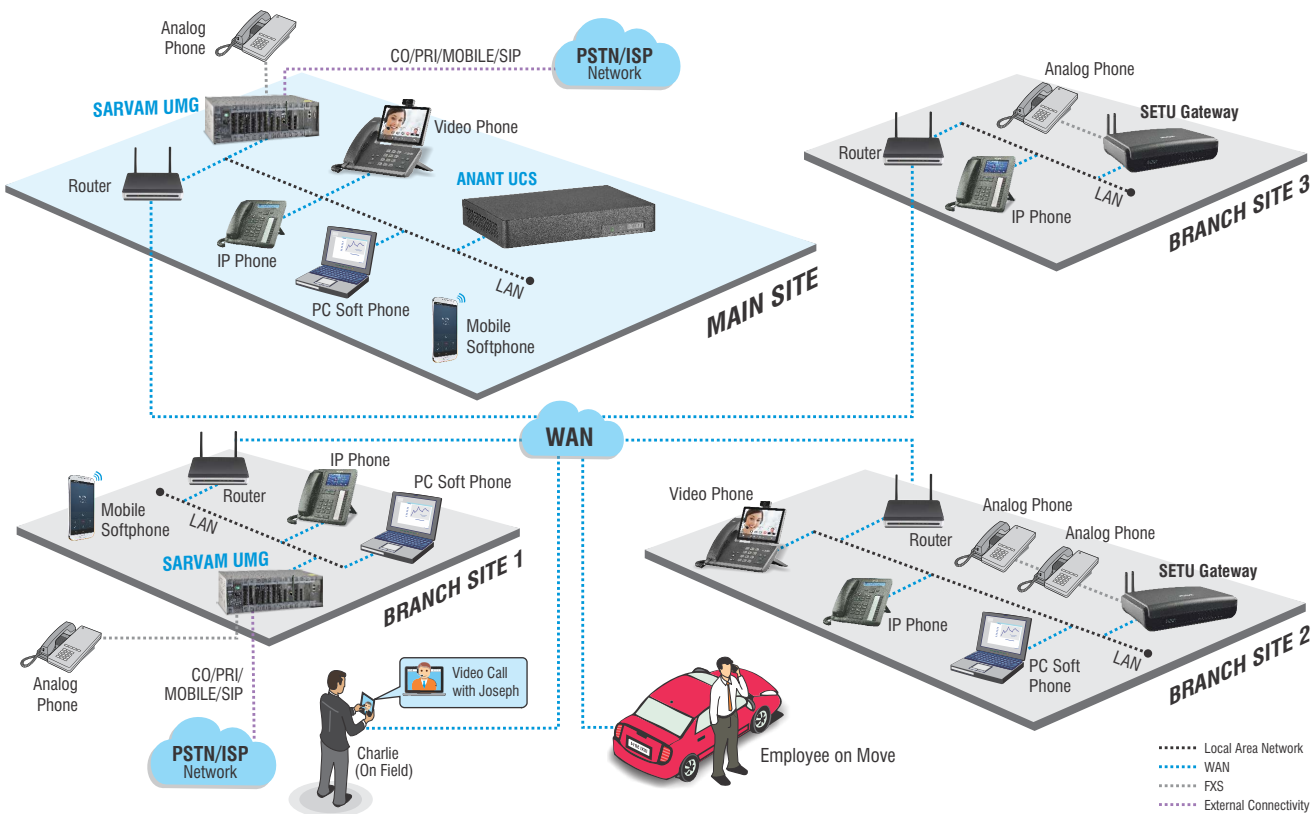 Analog
Phone
CO/PRI/MOBILE/SIP
PSTN/ISP
Network
SARVAM UMG
Video Phone
Router
ANANT UCS
IP Phone
PC Soft Phone
LAN
Mobile
Softphone
MAIN SITE
Analog Phone
SETU Gateway
Router
IP Phone
LAN
BRANCH SITE 3
WAN
Mobile
Softphone
Router
LAN
IP Phone
PC Soft Phone
SARVAM UMG
BRANCH SITE 1
Analog
Phone
CO/PRI/
MOBILE/SIP
PSTN/ISP
Network
Video Call
with Joseph
Charlie
(On Field)
Employee on Move
Video Phone
Router
Analog Phone
Analog Phone
SETU Gateway
IP Phone
PC Soft
Phone
LAN
BRANCH SITE 2
Local Area Network
WAN
FXS
External Connectivity